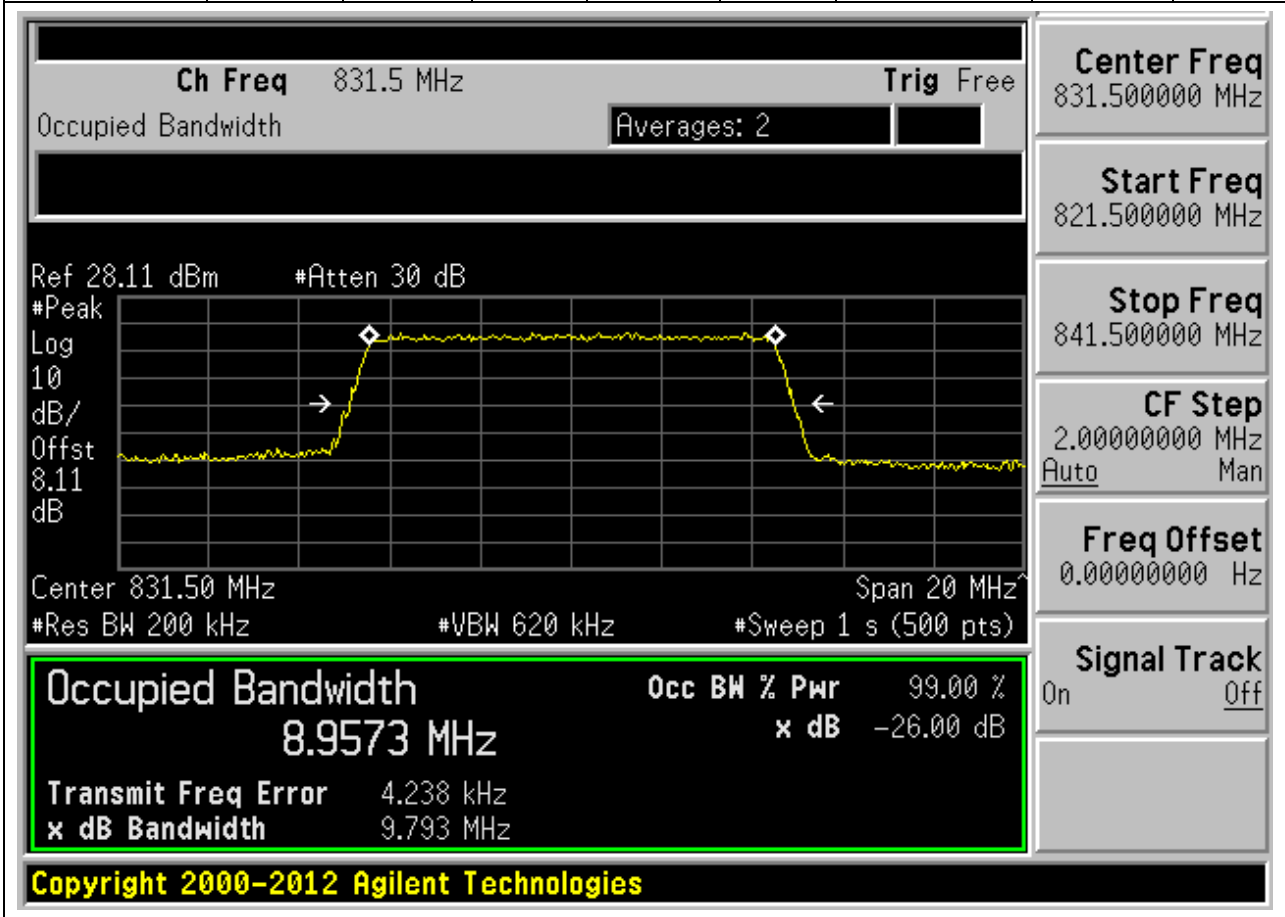 Ch Freq 831.5 MHz Trig Free
Occupied Bandwidth Averages: 2
Ref 28.11 dBm #Atten 30 dB
#Peak
Log
10
dB/
Offst
8.11
dB
Center 831.50 MHz Span 20 MHz^
#Res BW 200 kHz #VBW 620 kHz #Sweep 1 s (500 pts)
Occupied Bandwidth Occ BW % Pwr 99.00 %
8.9573 MHz x dB -26.00 dB
Transmit Freq Error 4.238 kHz
x dB Bandwidth 9.793 MHz
Copyright 2000-2012 Agilent Technologies
Center Freq
831.500000 MHz
Start Freq
821.500000 MHz
Stop Freq
841.500000 MHz
CF Step
2.00000000 MHz
Auto Man
Freq Offset
0.00000000 Hz
Signal Track
On Off